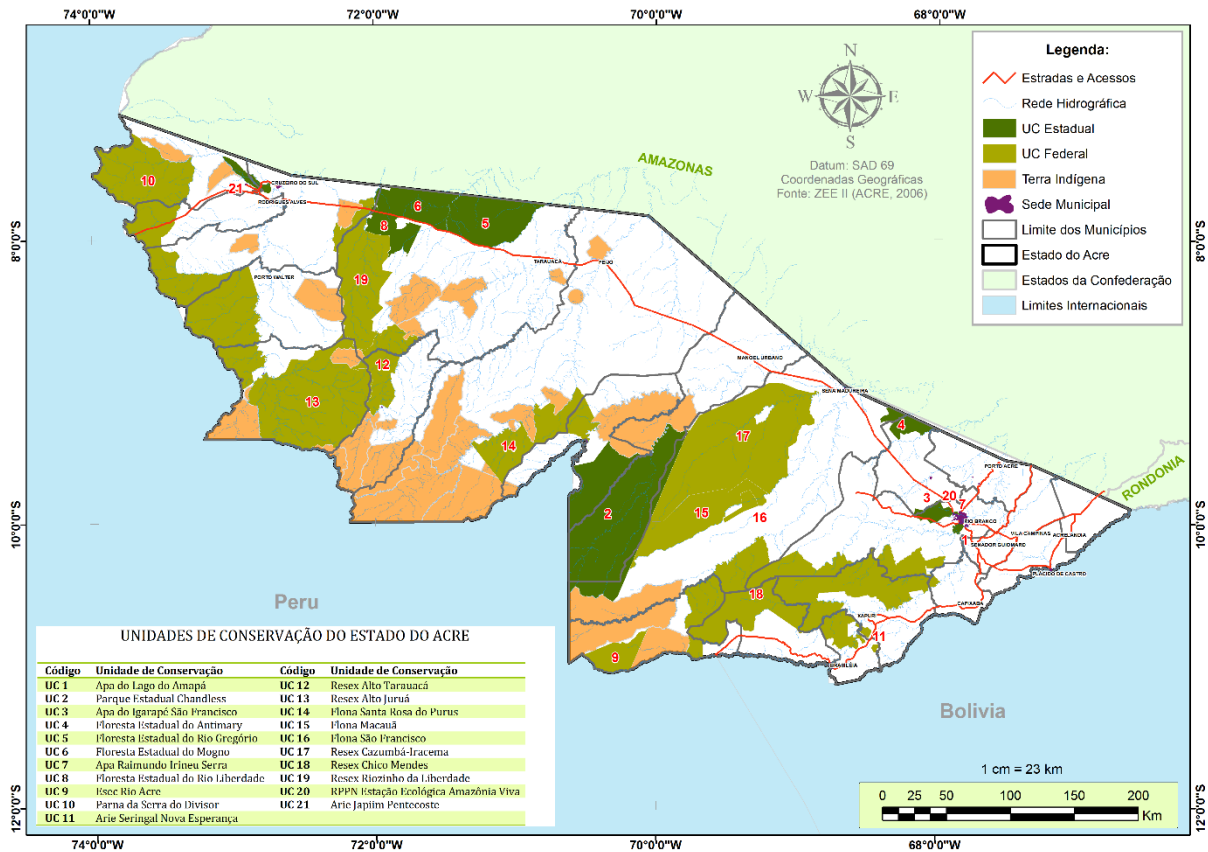 74°0'0"W 72°0'0"W 70°0'0"W 68°0'0"W
Legenda:
Estradas e Acessos
Rede Hidrográfica
UC Estadual
UC Federal
Terra Indígena
Sede Municipal
Limite dos Municípios
Estado do Acre
Estados da Confederação
Limites Internacionais
N
W E
S
Datum: SAD 69
Coordenadas Geográficas
Fonte: ZEE II (ACRE, 2006)
AMAZONAS
10
21
CRUZEIRO DO SUL
RODRIGUES ALVES
6
8
5
8°0'0"S 8°0'0"S
TARAUACÁ
FEIJÓ
PORTO WALTER
19
MANOEL URBANO
12
13
SENA MADUREIRA
4
17
14
PORTO ACRE
RONDONIA
3
20
7
2
15
16
RIO BRANCO
10°0'0"S 10°0'0"S
1
VILA CAMPINAS
ACRELANDIA
SENADOR GUIOMARD
PLÁCIDO DE CASTRO
18
CAPIXABA
XAPURI
11
9
BRASILÉIA
Peru
Bolivia
UNIDADES DE CONSERVAÇÃO DO ESTADO DO ACRE
Código Unidade de Conservação Código Unidade de Conservação
UC 1 Apa do Lago do Amapá UC 12 Resex Alto Tarauacá
UC 2 Parque Estadual Chandless UC 13 Resex Alto Juruá
UC 3 Apa do Igarapé São Francisco UC 14 Flona Santa Rosa do Purus
UC 4 Floresta Estadual do Antimary UC 15 Flona Macauã
UC 5 Floresta Estadual do Rio Gregório UC 16 Flona São Francisco
UC 6 Floresta Estadual do Mogno UC 17 Resex Cazumbá-Iracema
UC 7 Apa Raimundo Irineu Serra UC 18 Resex Chico Mendes
UC 8 Floresta Estadual do Rio Liberdade UC 19 Resex Riozinho da Liberdade
UC 9 Esec Rio Acre UC 20 RPPN Estação Ecológica Amazônia Viva
UC 10 Parna da Serra do Divisor UC 21 Arie Japiim Pentecoste
UC 11 Arie Seringal Nova Esperança
1 cm = 23 km
0 25 50 100 150 200
Km
12°0'0"S 12°0'0"S
74°0'0"W 72°0'0"W 70°0'0"W 68°0'0"W